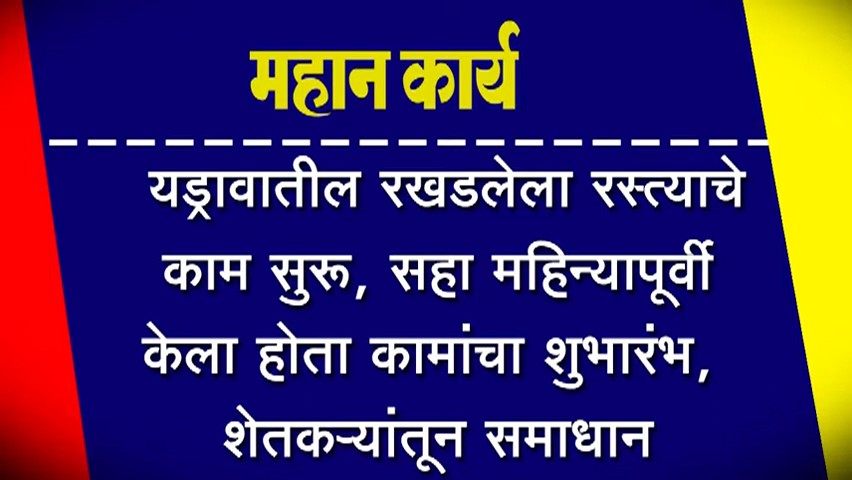 महान कार्य
यड्रावातील रखडलेला रस्त्याचे
काम सुरू, सहा महिन्यापूर्वी
केला होता कामांचा शुभारंभ,
शेतकऱ्यांतून समाधान